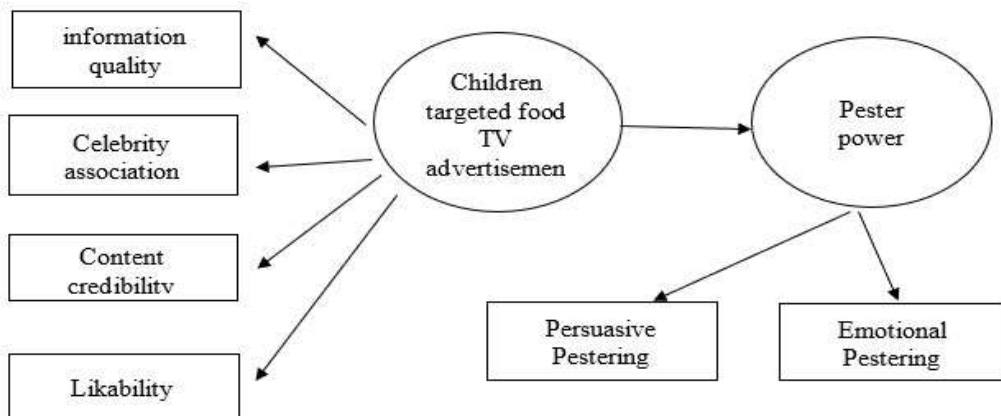 information
quality
Celebrity
association
Content
credibility
Likability
Children
targeted food
TV
advertisemen
Pester
power
Persuasive
Pestering
Emotional
Pestering